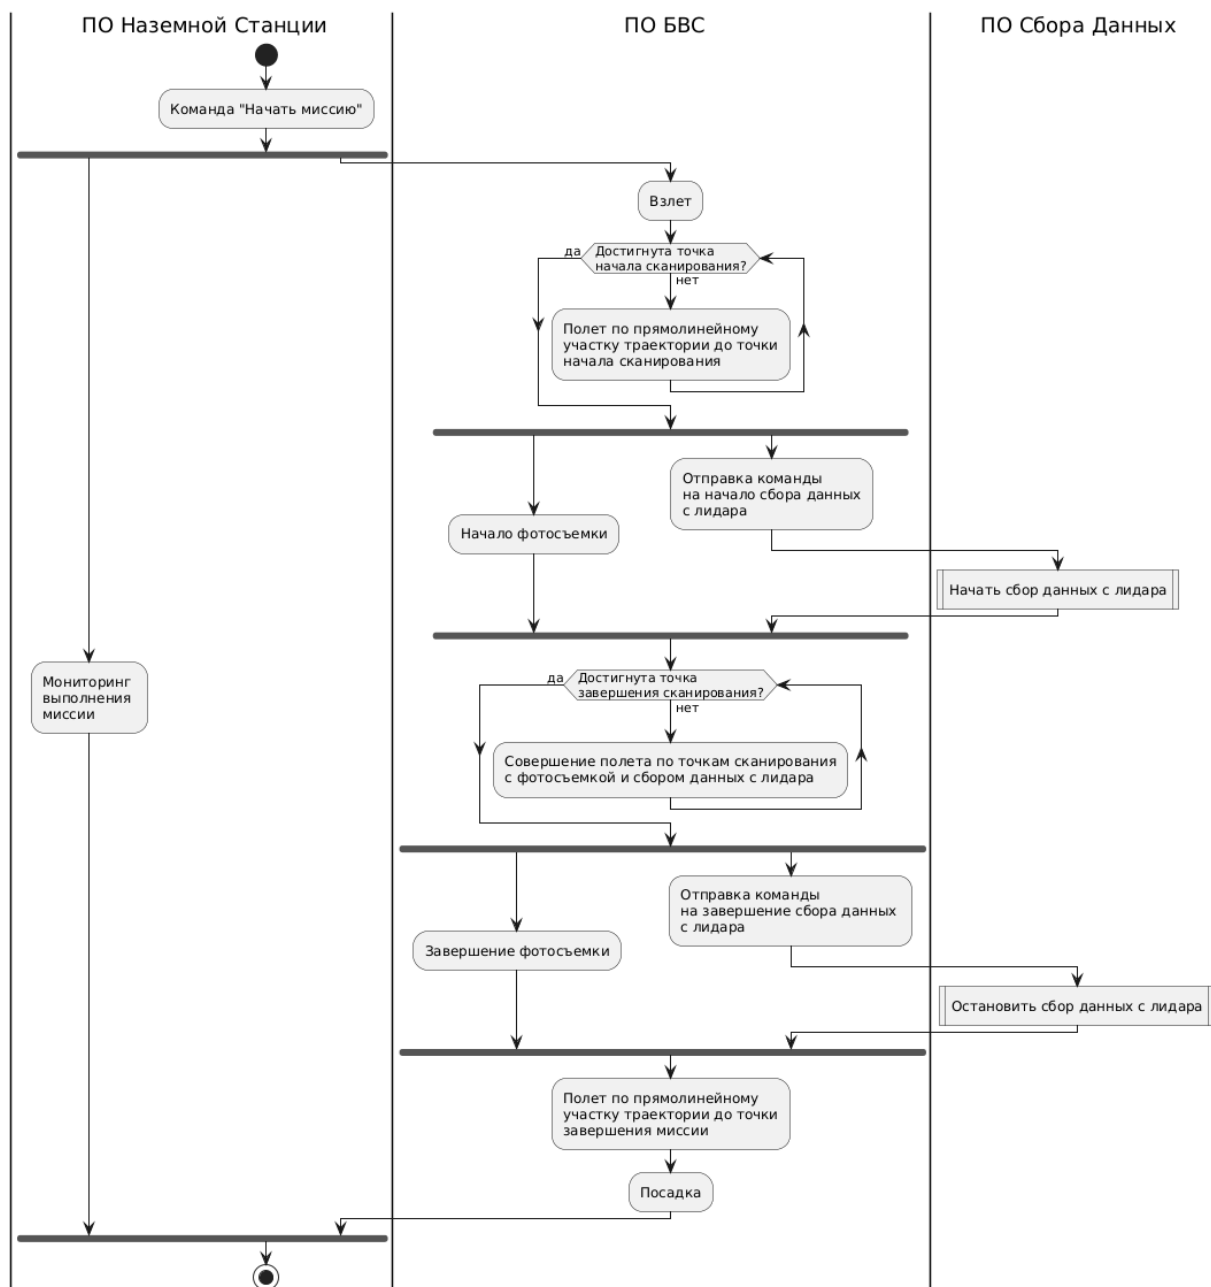 ПО Наземной Станции
ПО БВС
ПО Сбора Данных
Команда "Начать миссию"
Взлет
да
Достигнута точка
начала сканирования?
нет
Полет по прямолинейному
участку траектории до точки
начала сканирования
Отправка команды
на начало сбора данных
с лидара
Начало фотосъемки
Начать сбор данных с лидара
Мониторинг
выполнения
миссии
да
Достигнута точка
завершения сканирования?
нет
Совершение полета по точкам сканирования
с фотосъемкой и сбором данных с лидара
Отправка команды
на завершение сбора данных
с лидара
Завершение фотосъемки
Остановить сбор данных с лидара
Полет по прямолинейному
участку траектории до точки
завершения миссии
Посадка